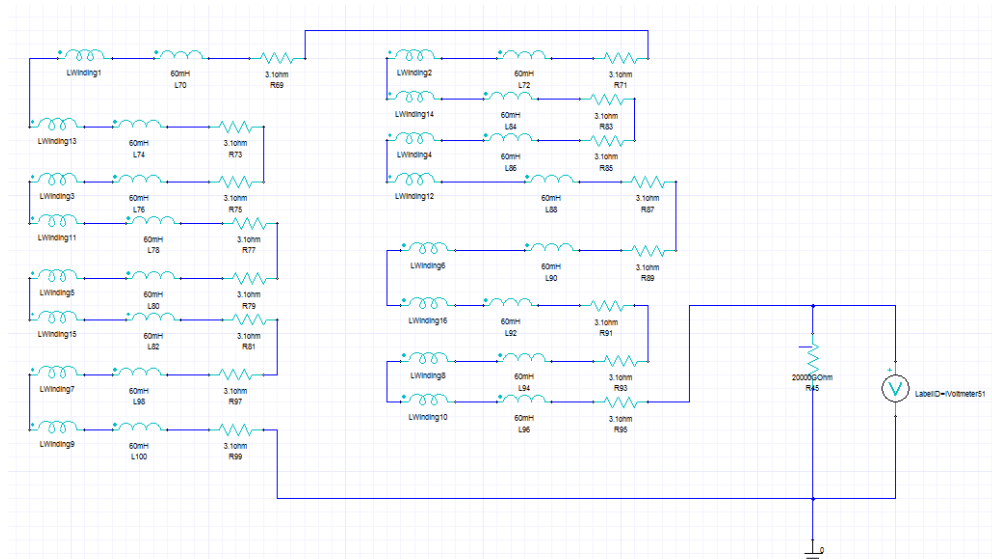 LWinding1
60mH
L70
3.1ohm
R69
LWinding2
60mH
L72
3.1ohm
R71
LWinding13
60mH
L74
3.1ohm
R73
LWinding14
60mH
L84
3.1ohm
R83
LWinding4
60mH
L86
3.1ohm
R85
LWinding3
60mH
L76
3.1ohm
R75
LWinding12
60mH
L88
3.1ohm
R87
LWinding11
60mH
L78
3.1ohm
R77
LWinding6
60mH
L90
3.1ohm
R89
LWinding5
60mH
L80
3.1ohm
R79
LWinding15
60mH
L82
3.1ohm
R81
LWinding16
60mH
L92
3.1ohm
R91
LWinding7
60mH
L98
3.1ohm
R97
LWinding8
60mH
L94
3.1ohm
R93
LWinding10
60mH
L96
3.1ohm
R95
LWinding9
60mH
L100
3.1ohm
R99
20000GOhm
R45
V
LabelID=IVoltmeter51
0